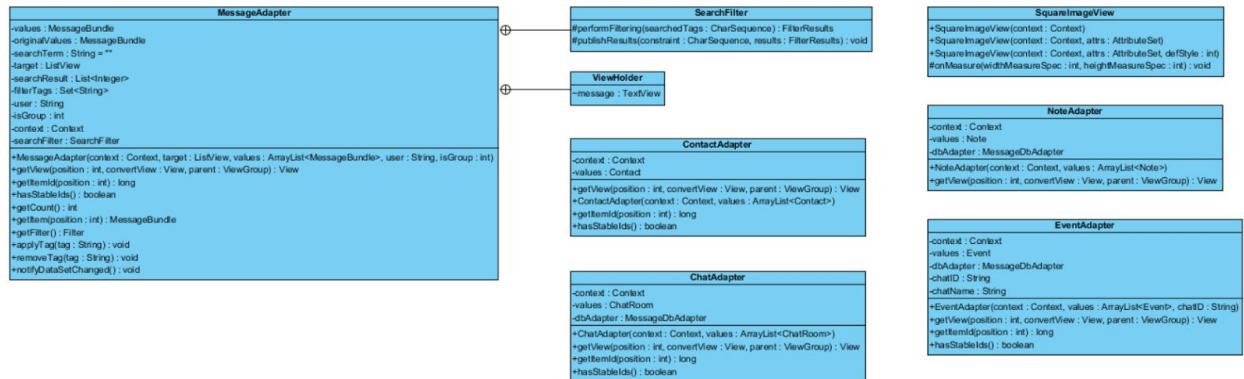 MessageAdapter
-values : MessageBundle
-originalValues : MessageBundle
-searchTerm : String = ""
-target : ListView
-searchResult : List<Integer>
-filterTags : Set<String>
-user : String
-isGroup : int
-context : Context
-searchFilter : SearchFilter
+MessageAdapter(context : Context, target : ListView, values : ArrayList<MessageBundle>, user : String, isGroup : int)
+getView(position : int, convertView : View, parent : ViewGroup) : View
+getItemId(position : int) : long
+hasStableIds() : boolean
+getCount() : int
+getItem(position : int) : MessageBundle
+getFilter() : Filter
+applyTag(tag : String) : void
+removeTag(tag : String) : void
+notifyDataSetChanged() : void
SearchFilter
#performFiltering(searchedTags : CharSequence) : FilterResults
#publishResults(constraint : CharSequence, results : FilterResults) : void
ViewHolder
~message : TextView
ContactAdapter
-context : Context
-values : Contact
+getView(position : int, convertView : View, parent : ViewGroup) : View
+ContactAdapter(context : Context, values : ArrayList<Contact>)
+getItemId(position : int) : long
+hasStableIds() : boolean
ChatAdapter
-context : Context
-values : ChatRoom
-dbAdapter : MessageDbAdapter
+ChatAdapter(context : Context, values : ArrayList<ChatRoom>)
+getView(position : int, convertView : View, parent : ViewGroup) : View
+getItemId(position : int) : long
+hasStableIds() : boolean
SquareImageView
+SquareImageView(context : Context)
+SquareImageView(context : Context, attrs : AttributeSet)
+SquareImageView(context : Context, attrs : AttributeSet, defStyle : int)
#onMeasure(widthMeasureSpec : int, heightMeasureSpec : int) : void
NoteAdapter
-context : Context
-values : Note
-dbAdapter : MessageDbAdapter
+NoteAdapter(context : Context, values : ArrayList<Note>)
+getView(position : int, convertView : View, parent : ViewGroup) : View
EventAdapter
-context : Context
-values : Event
-dbAdapter : MessageDbAdapter
-chatID : String
-chatName : String
+EventAdapter(context : Context, values : ArrayList<Event>, chatID : String)
+getView(position : int, convertView : View, parent : ViewGroup) : View
+getItemId(position : int) : long
+hasStableIds() : boolean